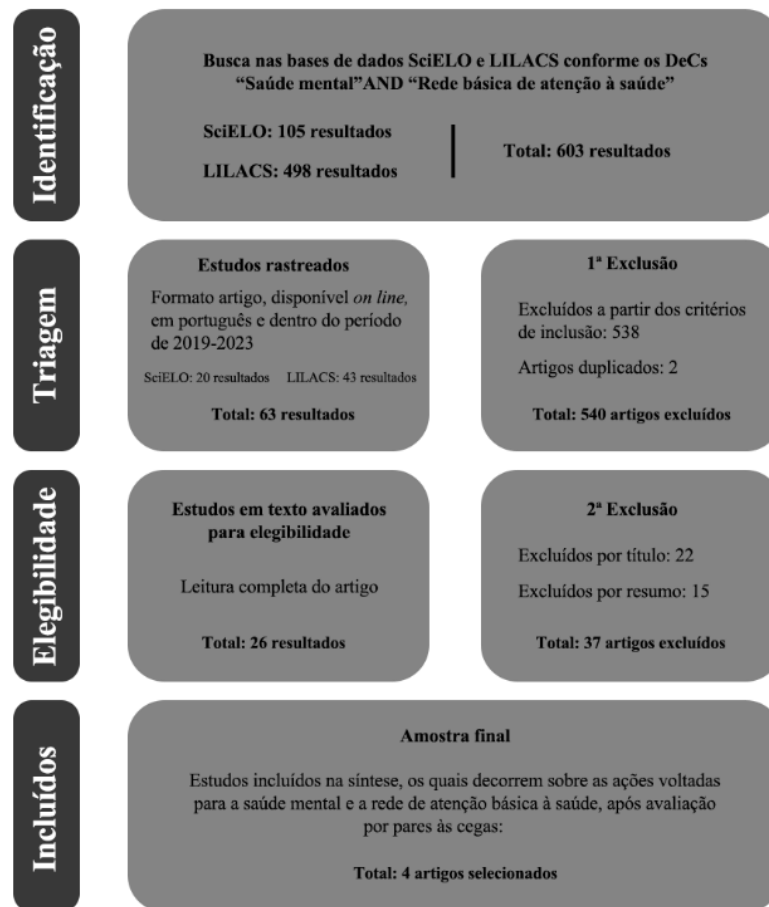 Identificação
Busca nas bases de dados SciELO e LILACS conforme os DeCs
“Saúde mental”AND “Rede básica de atenção à saúde”
SciELO: 105 resultados
LILACS: 498 resultados
Total: 603 resultados
Triagem
Estudos rastreados
Formato artigo, disponível on line,
em português e dentro do período
de 2019-2023
SciELO: 20 resultados LILACS: 43 resultados
Total: 63 resultados
1ª Exclusão
Excluídos a partir dos critérios
de inclusão: 538
Artigos duplicados: 2
Total: 540 artigos excluídos
Elegibilidade
Estudos em texto avaliados
para elegibilidade
Leitura completa do artigo
Total: 26 resultados
2ª Exclusão
Excluídos por título: 22
Excluídos por resumo: 15
Total: 37 artigos excluídos
Incluídos
Amostra final
Estudos incluídos na síntese, os quais decorrem sobre as ações voltadas
para a saúde mental e a rede de atenção básica à saúde, após avaliação
por pares às cegas:
Total: 4 artigos selecionados